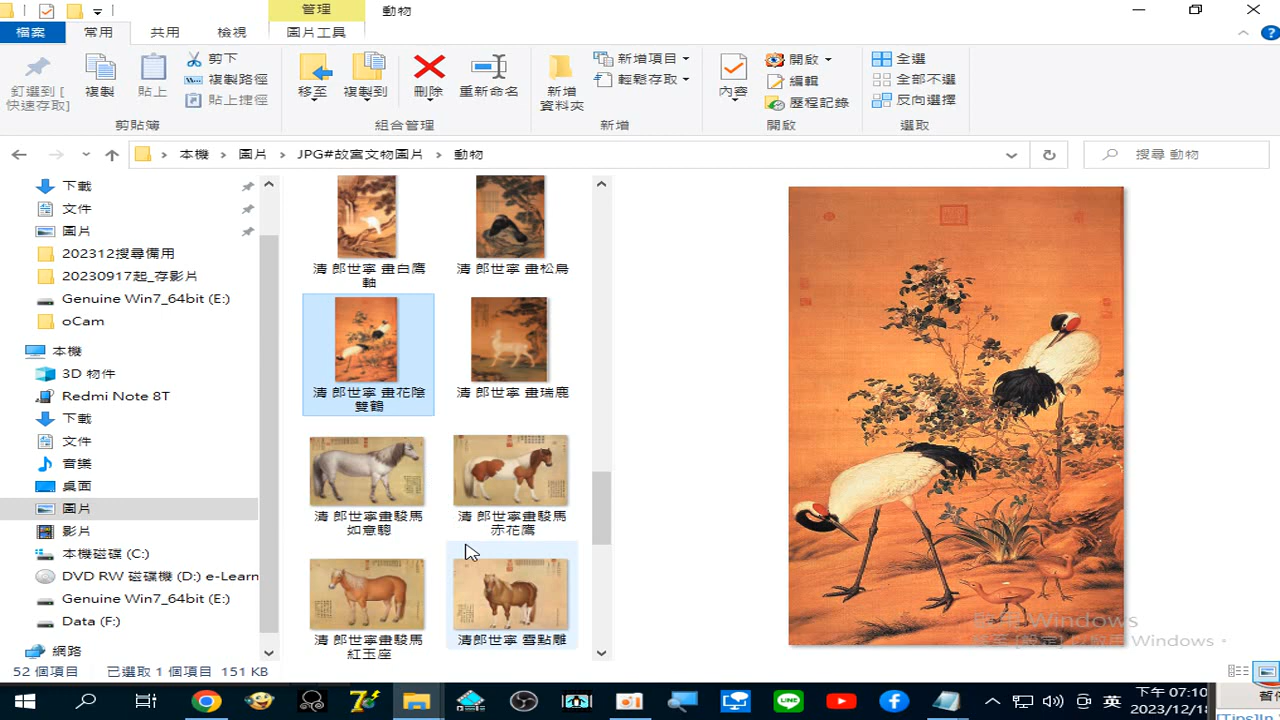 管理
動物
檔案
常用
共用
檢視
圖片工具
釘選到 [
快速存取]
複製
貼上
剪下
複製路徑
貼上捷徑
剪貼簿
移至
複製到
刪除
重新命名
組合管理
新增
資料夾
新增項目
輕鬆存取
新增
內容
開啟
編輯
歷程記錄
開啟
全選
全部不選
反向選擇
選取
本機 › 圖片 › JPG#故宮文物圖片 › 動物
搜尋 動物
下載
文件
圖片
202312搜尋備用
20230917起_存影片
Genuine Win7_64bit (E:)
oCam
本機
3D 物件
Redmi Note 8T
下載
文件
音樂
桌面
圖片
影片
本機磁碟 (C:)
DVD RW 磁碟機 (D:) e-Learn
Genuine Win7_64bit (E:)
Data (F:)
網路
清 郎世寧 畫白鷹
軸
清 郎世寧 畫松鳥
清 郎世寧 畫花陰
雙鶴
清 郎世寧 畫瑞鹿
清 郎世寧畫駿馬
如意驄
清 郎世寧畫駿馬
赤花鷹
清 郎世寧畫駿馬
紅玉座
清郎世寧 雪點鵰
啟用 Windows
移至 [設定] 以啟用 Windows。
52 個項目
已選取 1 個項目 151 KB
英
下午 07:10
2023/12/18